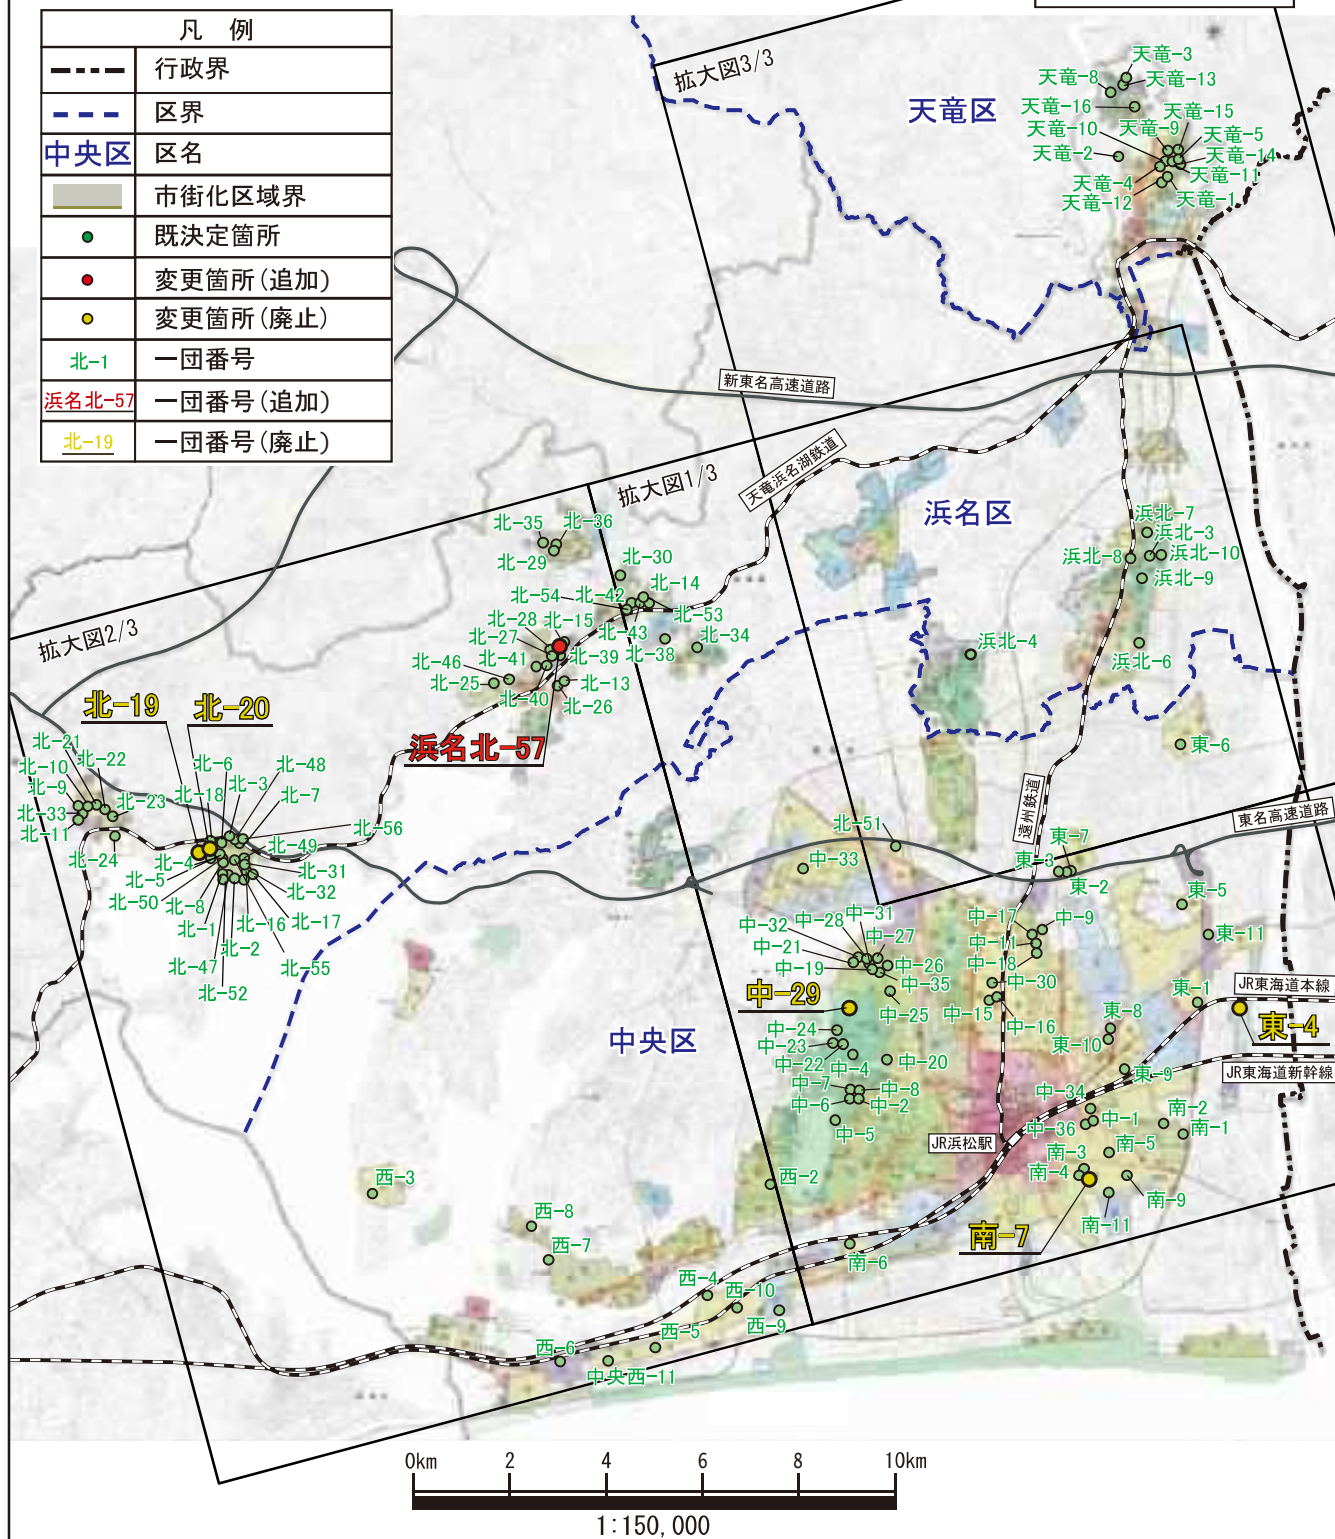 凡 例
行政界
区界
中央区 区名
市街化区域界
既決定箇所
変更箇所(追加)
変更箇所(廃止)
北-1 一団番号
浜名北-57 一団番号(追加)
北-19 一団番号(廃止)
拡大図3/3
天竜区
天竜-3
天竜-8
天竜-13
天竜-16
天竜-15
天竜-10
天竜-9
天竜-5
天竜-2
天竜-14
天竜-4
天竜-11
天竜-12
天竜-1
新東名高速道路
天竜浜名湖鉄道
拡大図1/3
浜名区
浜北-7
浜北-3
浜北-8
浜北-10
浜北-9
浜北-4
浜北-6
北-35
北-36
北-29
北-30
北-14
北-54
北-42
北-53
北-28
北-15
北-43
北-34
北-27
北-38
北-46
北-41
北-39
北-25
北-13
北-40
北-26
浜名北-57
拡大図2/3
北-19
北-20
北-21
北-22
北-10
北-9
北-23
北-33
北-11
北-24
北-6
北-48
北-3
北-18
北-7
北-56
北-49
北-4
北-31
北-5
北-32
北-50
北-8
北-16
北-17
北-1
北-2
北-47
北-55
北-52
東-6
遠州鉄道
東名高速道路
北-51
中-33
東-7
東-3
東-2
東-5
東-11
中-31
中-28
中-32
中-27
中-21
中-26
中-19
中-35
中-25
中-17
中-9
中-11
中-18
中-30
中-15
中-16
中-29
中央区
中-24
中-23
中-22
中-4
中-20
中-7
中-8
中-6
中-2
中-5
JR東海道本線
東-1
東-4
東-8
東-10
東-9
JR東海道新幹線
中-34
中-1
中-36
南-2
南-1
南-5
南-3
南-4
南-9
南-11
南-7
JR浜松駅
南-6
西-2
西-3
西-8
西-7
西-4
西-10
西-9
西-5
西-6
中央西-11
0km 2 4 6 8 10km
1:150,000